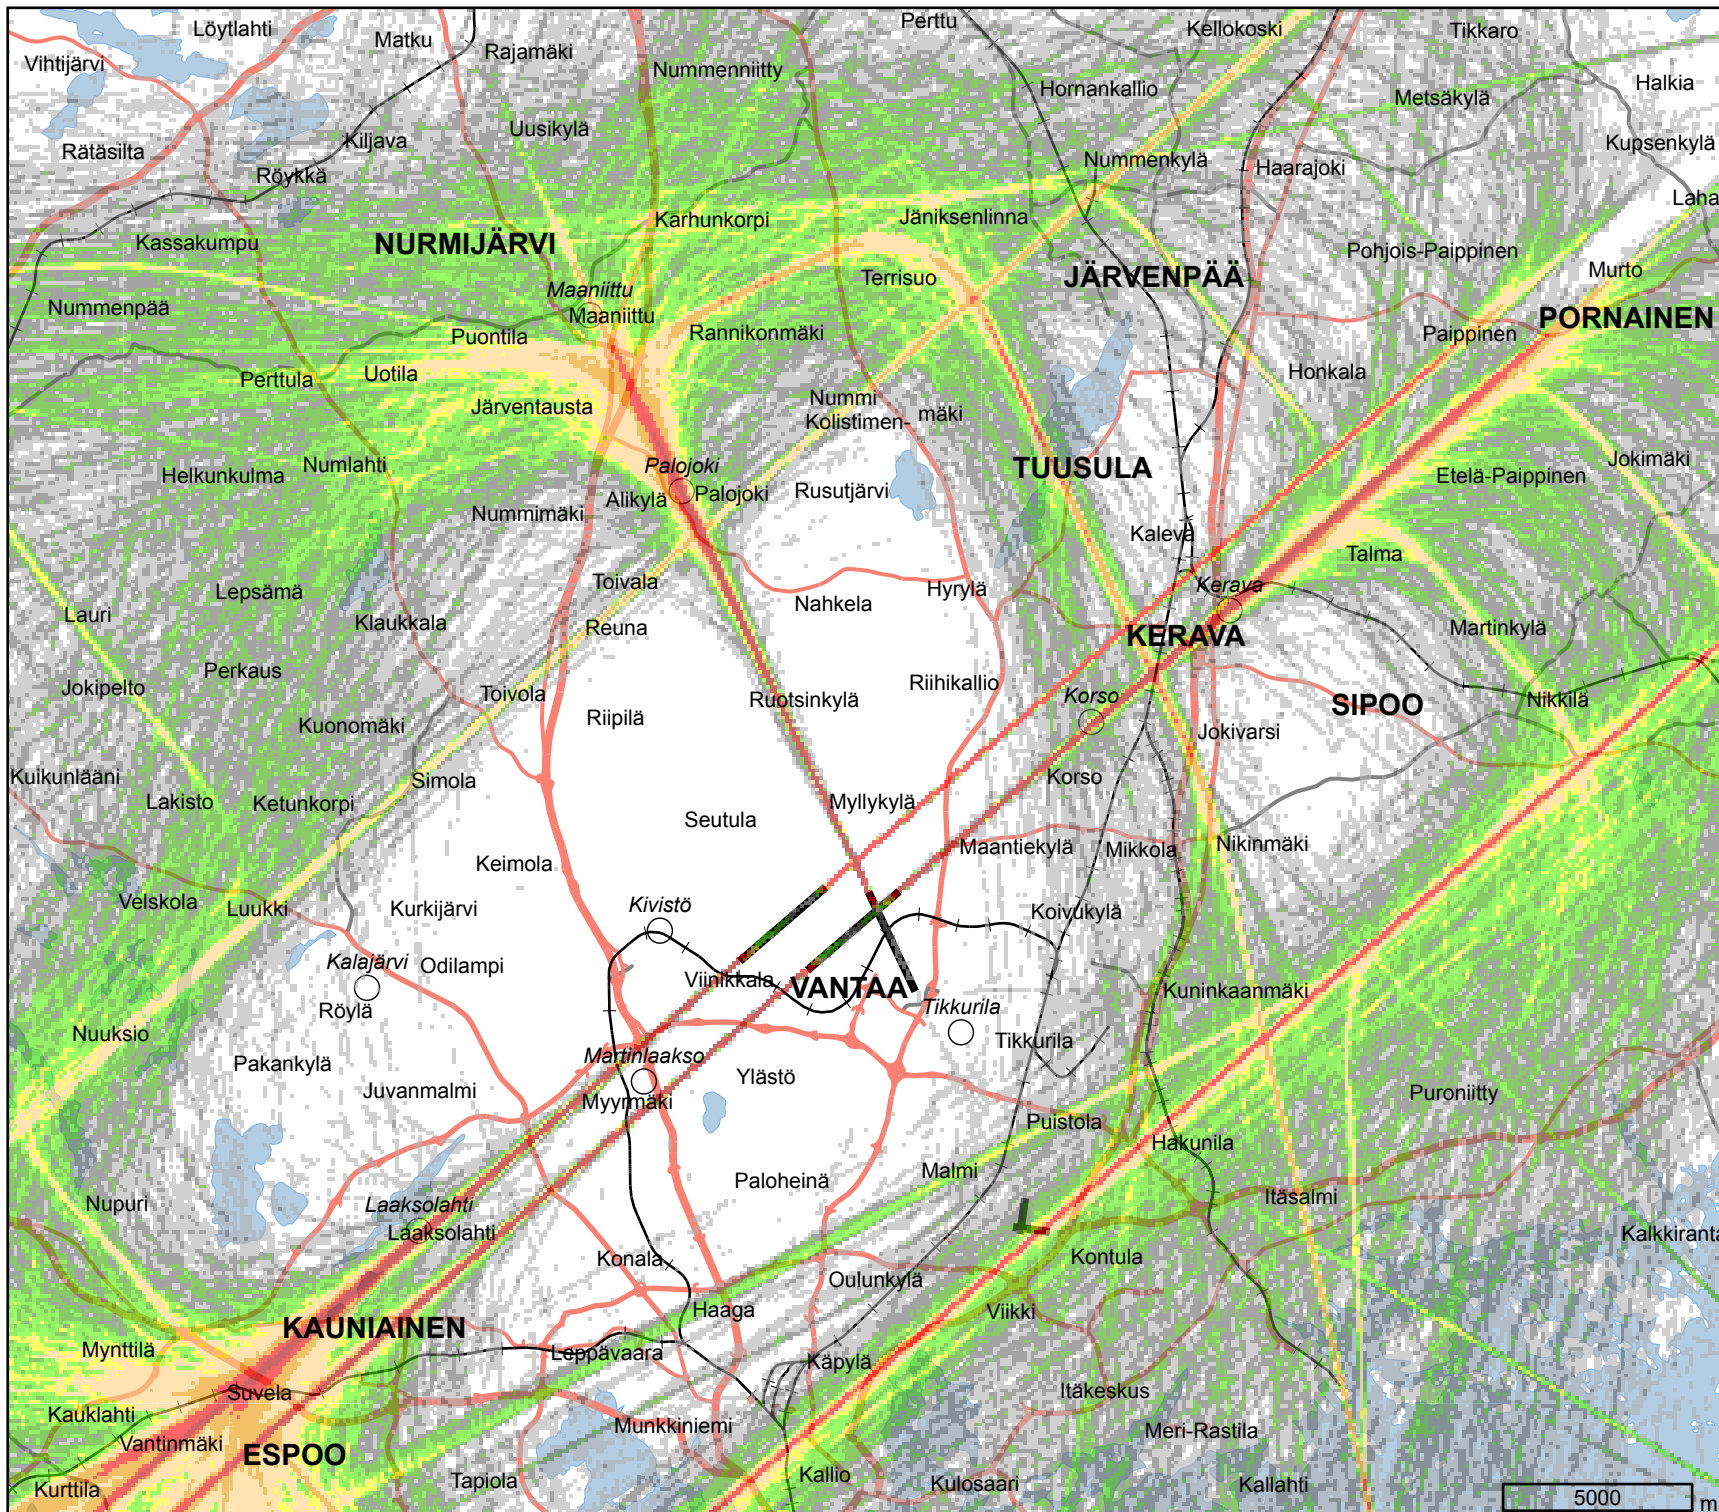 Löytlahti
Matku
Rajamäki
Perttu
Kellokoski
Tikkaro
Vihtijärvi
Nummenniitty
Hornankallio
Metsäkylä
Halkia
Rätäsilta
Kiljava
Uusikylä
Röykkä
Nummenkylä
Haarajoki
Kupsenkylä
Laha
Kassakumpu
NURMIJÄRVI
Karhunkorpi
Jäniksenlinna
Pohjois-Paippinen
Nummenpää
Maaniittu
Maaniittu
Terrisuo
JÄRVENPÄÄ
Murto
PORNAINEN
Puontila
Rannikonmäki
Paippinen
Perttula
Uotila
Honkala
Järventausta
Nummi
Kolistimen-
mäki
Helkunkulma
Numlahti
Palojoki
Alikylä
Palojoki
Rusutjärvi
TUUSULA
Etelä-Paippinen
Jokimäki
Nummimäki
Kaleva
Talma
Lepsämä
Toivala
Nahkela
Hyrylä
Kerava
Lauri
Klaukkala
Reuna
KERAVA
Martinkylä
Perkaus
Jokipelto
Toivola
Ruotsinkylä
Riihikallio
Korso
SIPOO
Nikkilä
Kuonomäki
Riipilä
Jokivarsi
Kuikunlääni
Simola
Korso
Lakisto
Ketunkorpi
Seutula
Myllykylä
Keimola
Maantiekylä
Mikkola
Nikinmäki
Velskola
Luukki
Kurkijärvi
Kivistö
Koivukylä
Kalajärvi
Odilampi
Viinikkala
VANTAA
Kuninkaanmäki
Röylä
Tikkurila
Nuuksio
Tikkurila
Pakankylä
Martinlaakso
Ylästö
Juvanmalmi
Myyrmäki
Puroniitty
Puistola
Hakunila
Malmi
Nupuri
Laaksolahti
Paloheinä
Itäsalmi
Laaksolahti
Konala
Kontula
Kalkkiranta
Oulunkylä
KAUNIAINEN
Haaga
Viikki
Mynttilä
Leppävaara
Käpylä
Suvela
Itäkeskus
Kauklahti
Munkkiniemi
Meri-Rastila
Vantinmäki
ESPOO
Kurttila
Tapiola
Kallio
Kulosaari
Kallahti
5000
m